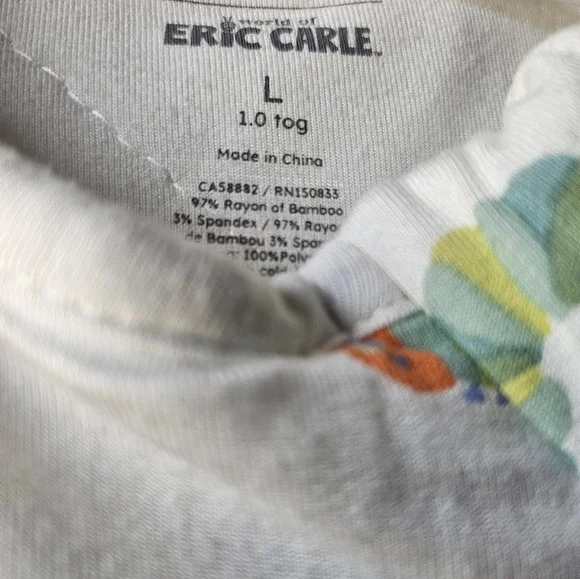 world of
ERIC CARLE
L
1.0 tog
Made in China
CA58882 / RN150833
97% Rayon of Bamboo
3% Spandex / 97% Rayo
de Bambou 3% Spa
100% Poly